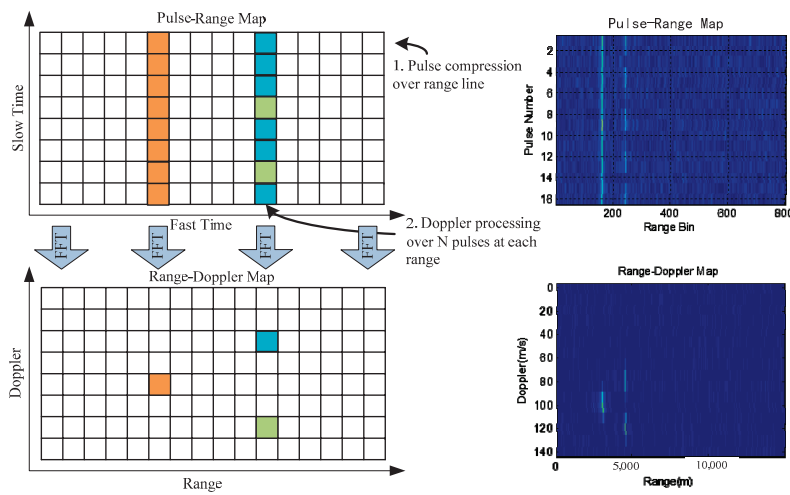 Pulse-Range Map
Slow Time
Fast Time
1. Pulse compression
over range line
2. Doppler processing
over N pulses at each
range
FFT
FFT
FFT
FFT
Range-Doppler Map
Doppler
Range
Pulse-Range Map
Pulse Number
2
4
6
8
10
12
14
16
200
400
600
800
Range Bin
Range-Doppler Map
Doppler(m/s)
0
20
40
60
80
100
120
140
0
5,000
10,000
Range(m)